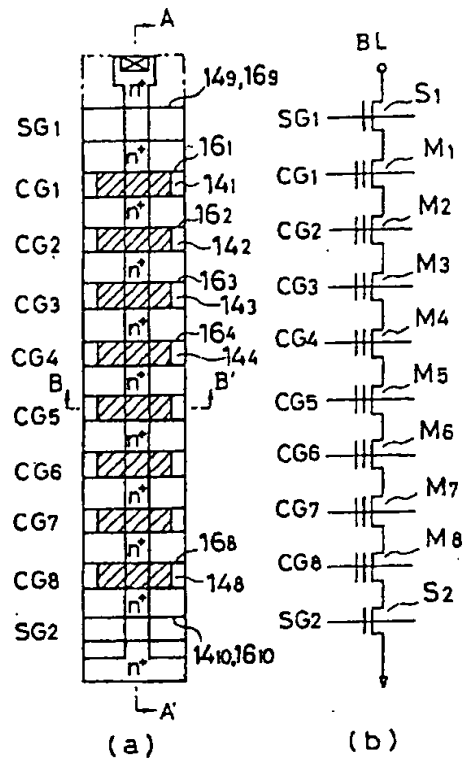 A
n+
14₉,16₉
SG1
n+
16₁
CG1
14₁
n+
16₂
CG2
14₂
n+
16₃
CG3
14₃
n+
16₄
CG4
14₄
B
n+
B'
CG5
n+
CG6
n+
CG7
n+
16₈
CG8
14₈
n+
SG2
14₁₀,16₁₀
n+
A'
(a)
BL
S1
SG1
M1
CG1
M2
CG2
M3
CG3
M4
CG4
M5
CG5
M6
CG6
M7
CG7
M8
CG8
S2
SG2
(b)